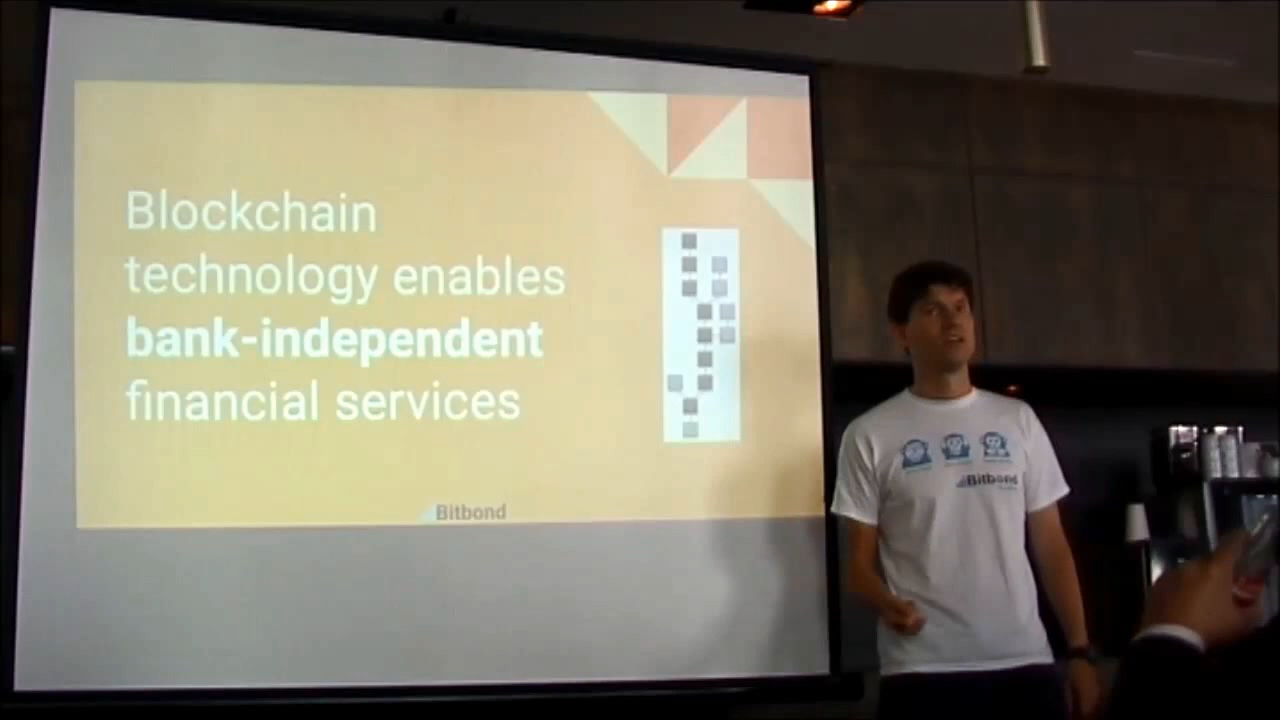 Blockchain
technology enables
bank-independent
financial services
Bitbond
Bitbond